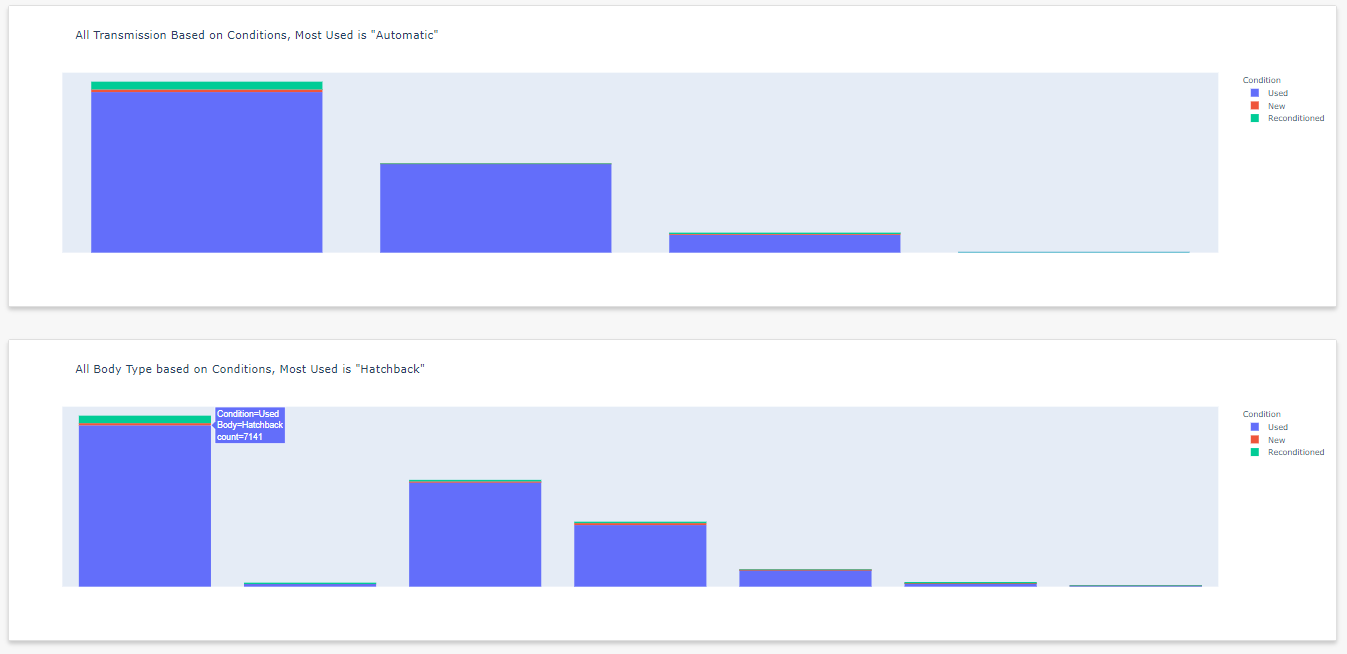 All Transmission Based on Conditions, Most Used is "Automatic"
Condition
Used
New
Reconditioned
All Body Type based on Conditions, Most Used is "Hatchback"
Condition=Used
Body=Hatchback
count=7141
Condition
Used
New
Reconditioned